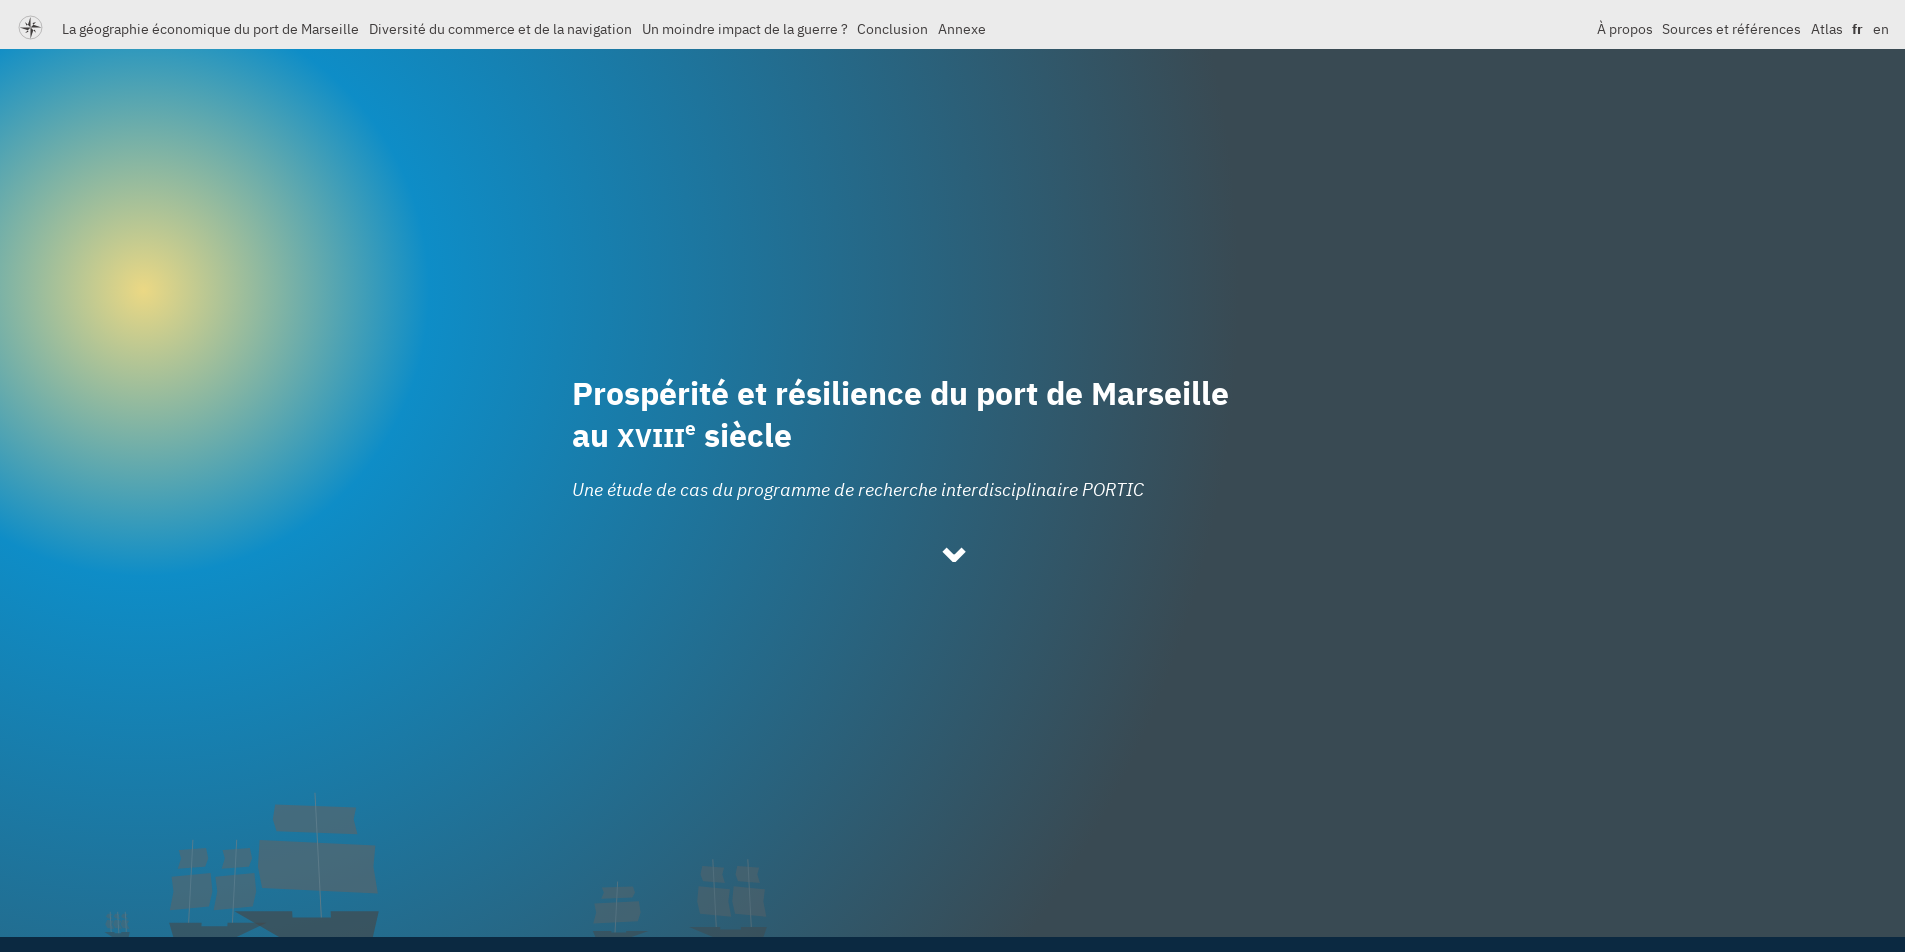 La géographie économique du port de Marseille Diversité du commerce et de la navigation Un moindre impact de la guerre ? Conclusion Annexe À propos Sources et références Atlas fr en
Prospérité et résilience du port de Marseille
au XVIIIe siècle
Une étude de cas du programme de recherche interdisciplinaire PORTIC